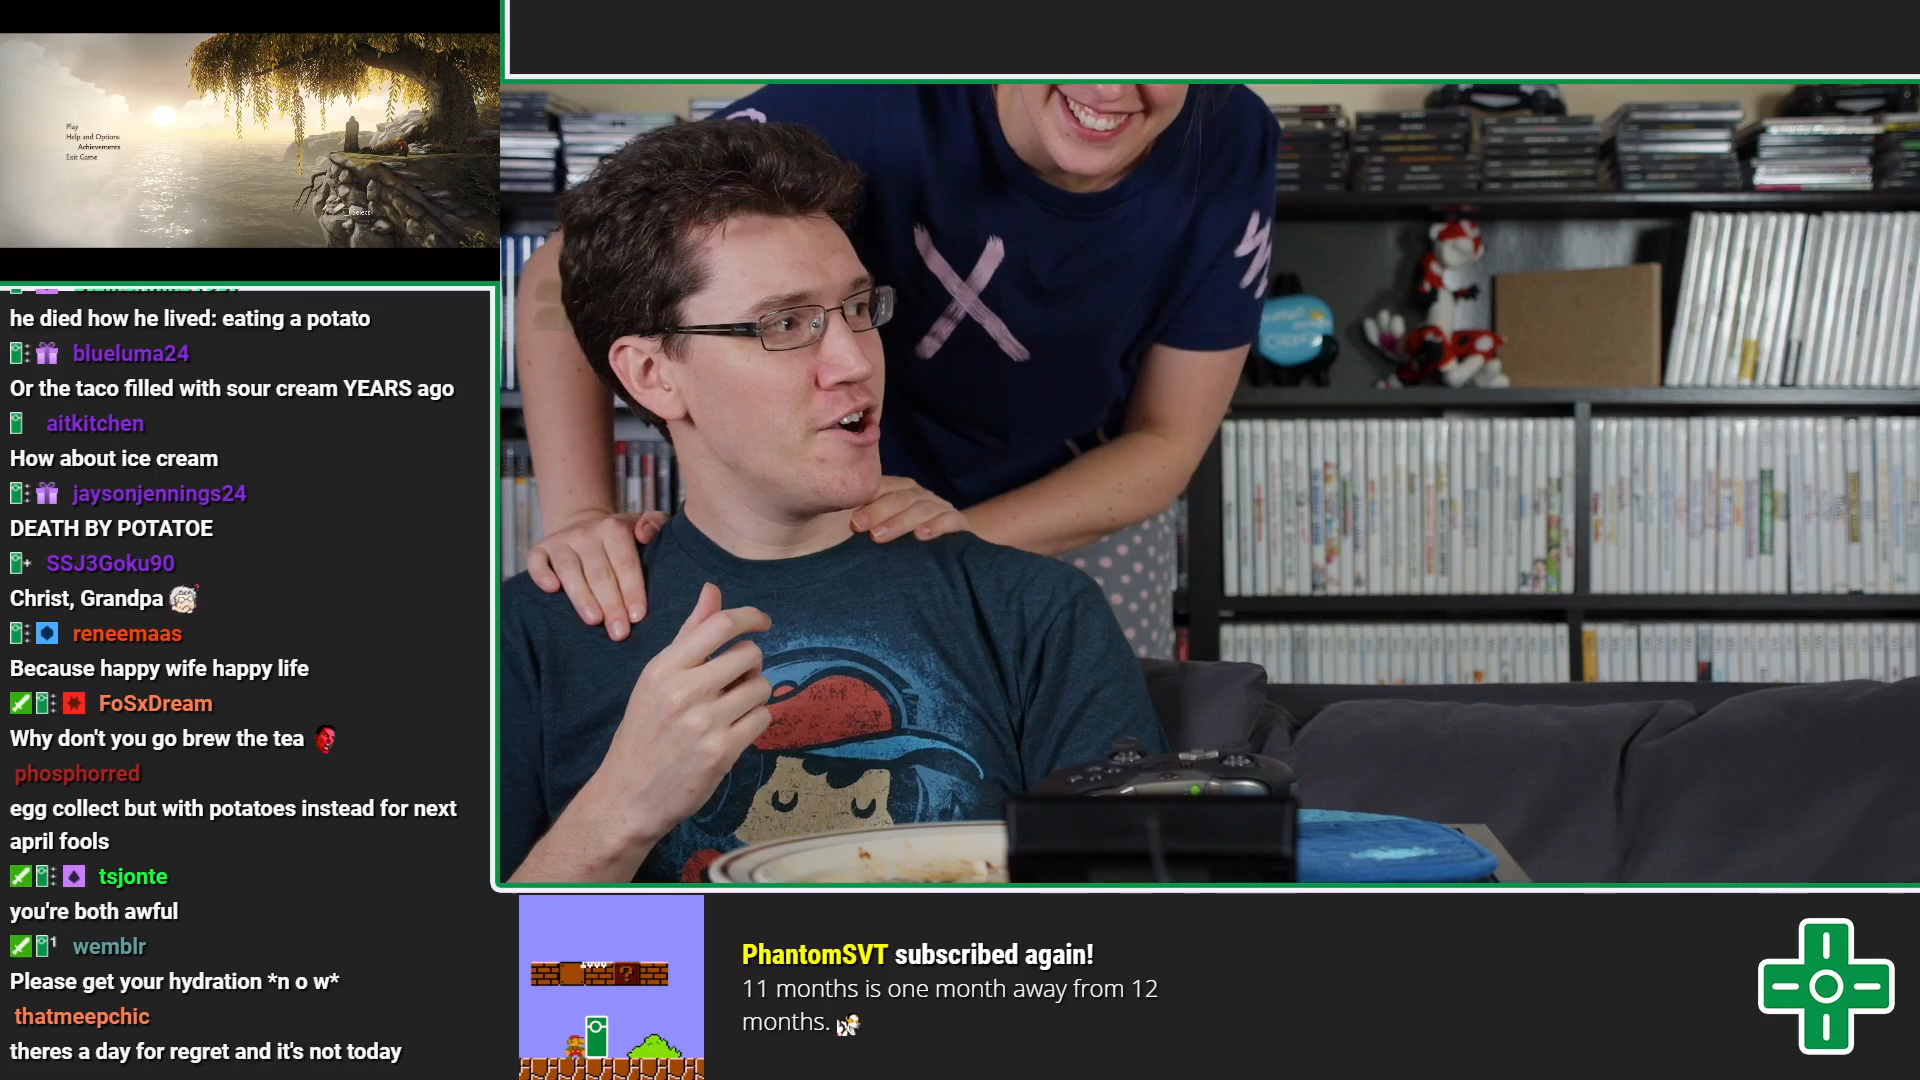 Play
Help and Options
Achievements
Exit Game
Select
he died how he lived: eating a potato
blueluma24
Or the taco filled with sour cream YEARS ago
aitkitchen
How about ice cream
jaysonjennings24
DEATH BY POTATOE
SSJ3Goku90
Christ, Grandpa
reneemaas
Because happy wife happy life
FoSxDream
Why don't you go brew the tea
phosphorred
egg collect but with potatoes instead for next
april fools
tsjonte
you're both awful
1 wemblr
Please get your hydration *n o w*
thatmeepchic
theres a day for regret and it's not today
X
PhantomSVT subscribed again!
11 months is one month away from 12
months.
?